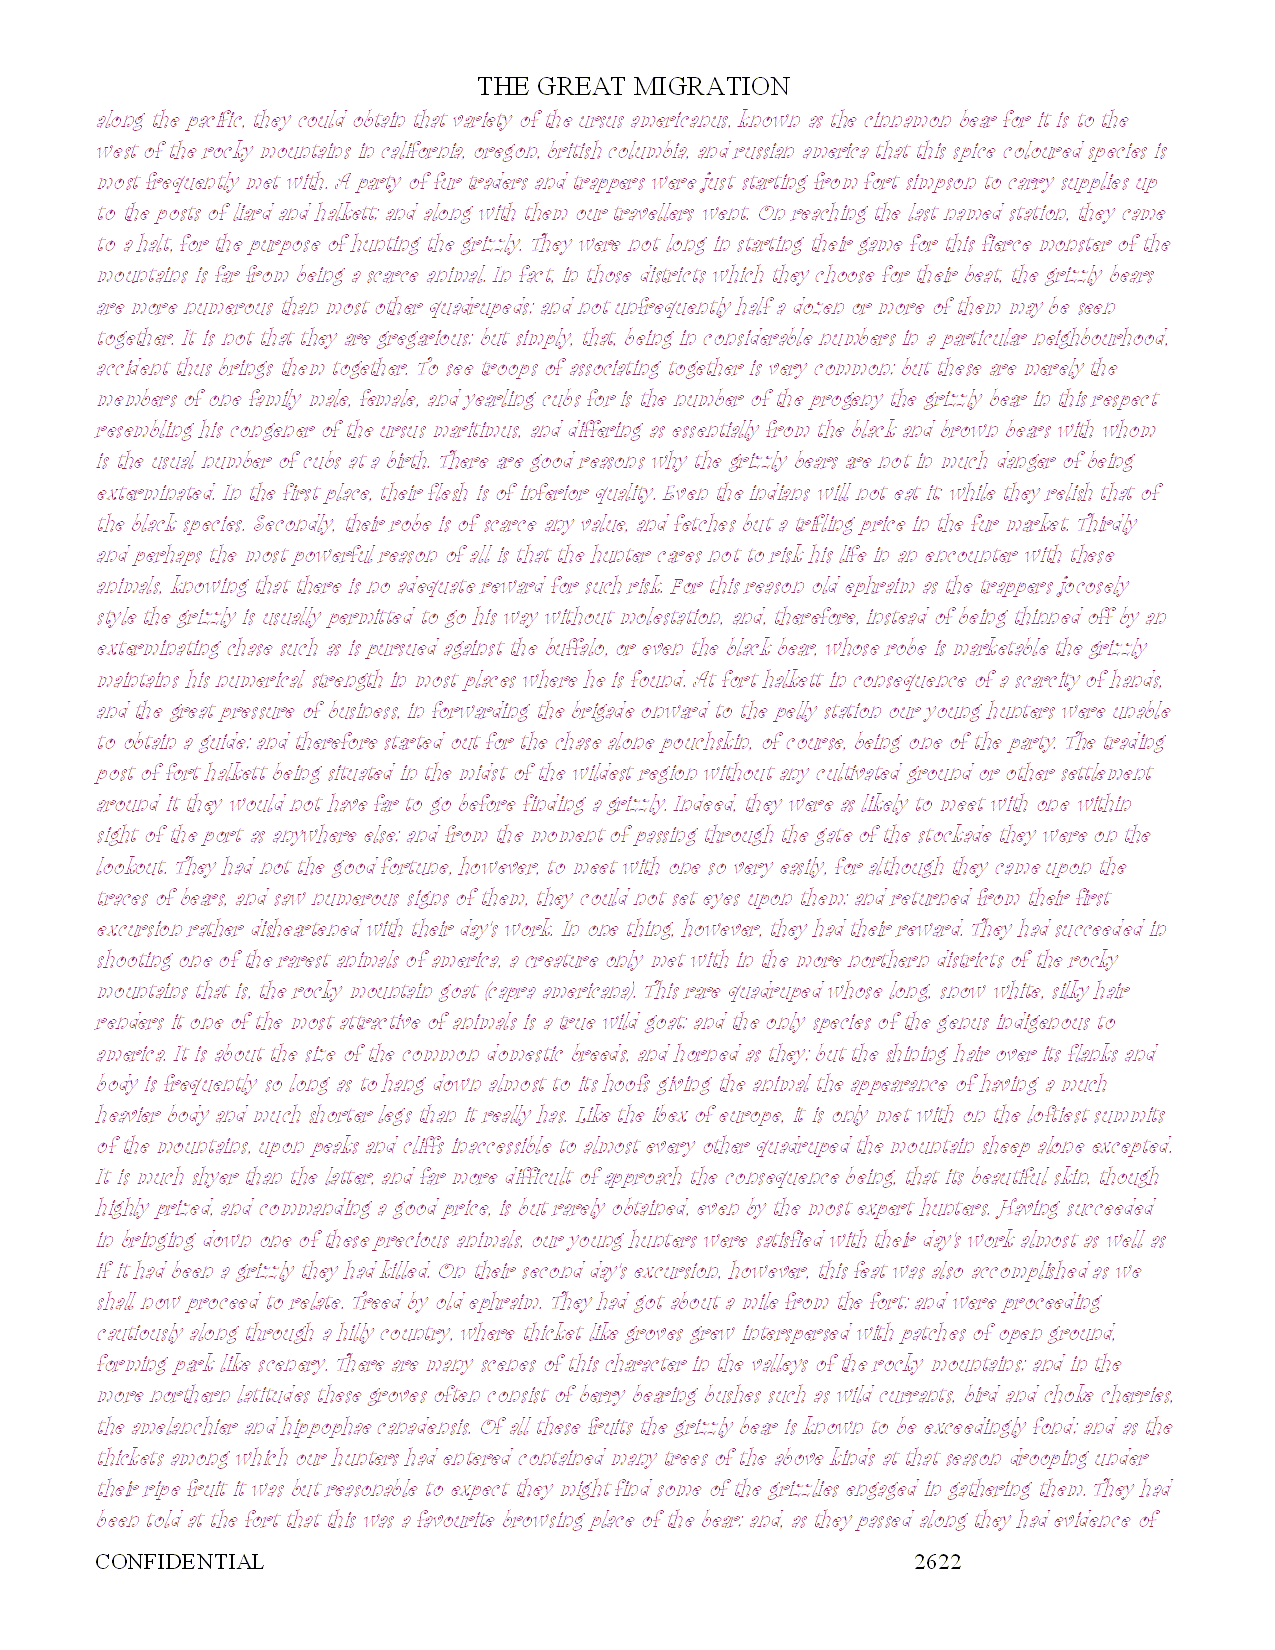 THE GREAT MIGRATION
along the pacific, they could obtain that variety of the ursus americanus, known as the cinnamon bear for it is to the
west of the rocky mountains in california, oregon, british columbia, and russian america that this spice coloured species is
most frequently met with. A party of fur traders and trappers were just starting from fort simpson to carry supplies up
to the posts of liard and halkett; and along with them our travellers went. On reaching the last named station, they came
to a halt, for the purpose of hunting the grizzly. They were not long in starting their game for this fierce monster of the
mountains is far from being a scarce animal. In fact, in those districts which they choose for their beat, the grizzly bears
are more numerous than most other quadrupeds; and not unfrequently half a dozen or more of them may be seen
together. It is not that they are gregarious; but simply, that, being in considerable numbers in a particular neighbourhood,
accident thus brings them together. To see troops of associating together is very common; but these are merely the
members of one family male, female, and yearling cubs for is the number of the progeny the grizzly bear in this respect
resembling his congener of the ursus maritimus, and differing as essentially from the black and brown bears with whom
is the usual number of cubs at a birth. There are good reasons why the grizzly bears are not in much danger of being
exterminated. In the first place, their flesh is of inferior quality. Even the indians will not eat it; while they relish that of
the black species. Secondly, their robe is of scarce any value, and fetches but a trifling price in the fur market. Thirdly
and perhaps the most powerful reason of all is that the hunter cares not to risk his life in an encounter with these
animals, knowing that there is no adequate reward for such risk. For this reason old ephraim as the trappers jocosely
style the grizzly is usually permitted to go his way without molestation, and, therefore, instead of being thinned off by an
exterminating chase such as is pursued against the buffalo, or even the black bear, whose robe is marketable the grizzly
maintains his numerical strength in most places where he is found. At fort halkett in consequence of a scarcity of hands,
and the great pressure of business, in forwarding the brigade onward to the pelly station our young hunters were unable
to obtain a guide; and therefore started out for the chase alone pouchskin, of course, being one of the party. The trading
post of fort halkett being situated in the midst of the wildest region without any cultivated ground or other settlement
around it they would not have far to go before finding a grizzly. Indeed, they were as likely to meet with one within
sight of the port as anywhere else; and from the moment of passing through the gate of the stockade they were on the
lookout. They had not the good fortune, however, to meet with one so very easily, for although they came upon the
traces of bears, and saw numerous signs of them, they could not set eyes upon them; and returned from their first
excursion rather disheartened with their day's work. In one thing, however, they had their reward. They had succeeded in
shooting one of the rarest animals of america, a creature only met with in the more northern districts of the rocky
mountains that is, the rocky mountain goat (capra americana). This rare quadruped whose long, snow white, silky hair
renders it one of the most attractive of animals is a true wild goat; and the only species of the genus indigenous to
america. It is about the size of the common domestic breeds, and horned as they; but the shining hair over its flanks and
body is frequently so long as to hang down almost to its hoofs giving the animal the appearance of having a much
heavier body and much shorter legs than it really has. Like the ibex of europe, it is only met with on the loftiest summits
of the mountains, upon peaks and cliffs inaccessible to almost every other quadruped the mountain sheep alone excepted.
It is much shyer than the latter, and far more difficult of approach the consequence being, that its beautiful skin, though
highly prized, and commanding a good price, is but rarely obtained, even by the most expert hunters. Having succeeded
in bringing down one of these precious animals, our young hunters were satisfied with their day's work almost as well as
if it had been a grizzly they had killed. On their second day's excursion, however, this feat was also accomplished as we
shall now proceed to relate. Treed by old ephraim. They had got about a mile from the fort; and were proceeding
cautiously along through a hilly country, where thicket like groves grew interspersed with patches of open ground,
forming park like scenery. There are many scenes of this character in the valleys of the rocky mountains; and in the
more northern latitudes these groves often consist of berry bearing bushes such as wild currants, bird and choke cherries,
the amelanchier and hippophae canadensis. Of all these fruits the grizzly bear is known to be exceedingly fond; and as the
thickets among which our hunters had entered contained many trees of the above kinds at that season drooping under
their ripe fruit it was but reasonable to expect they might find some of the grizzlies engaged in gathering them. They had
been told at the fort that this was a favourite browsing place of the bear; and, as they passed along they had evidence of
CONFIDENTIAL 2622